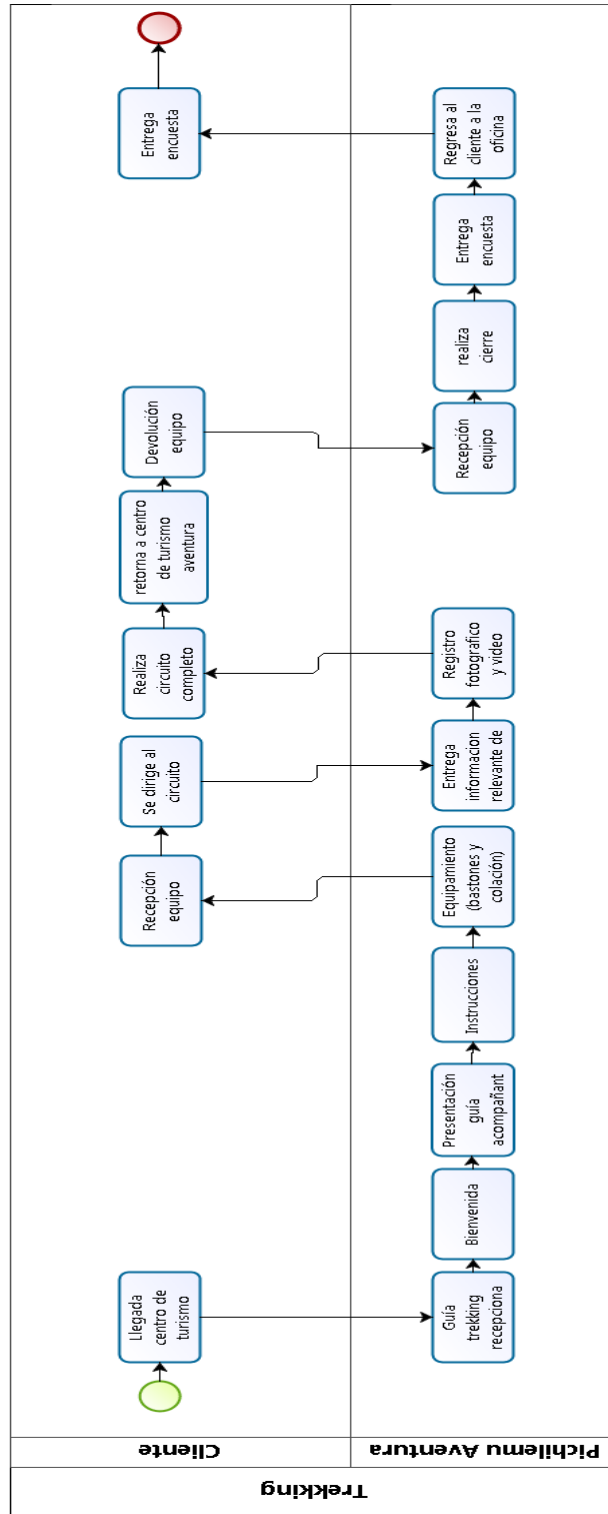 Trekking
Cliente
Pichilemu Aventura
Llegada
centro de
turismo
Guía
trekking
recepciona
Bienvenida
Presentación
guía
acompañant
Instrucciones
Equipamiento
(bastones y
colación)
Recepción
equipo
Se dirige al
circuito
Entrega
informacion
relevante de
Registro
fotografico
y video
Realiza
circuito
completo
retorna a centro
de turismo
aventura
Devolución
equipo
Recepción
equipo
realiza
cierre
Entrega
encuesta
Regresa al
cliente a la
oficina
Entrega
encuesta